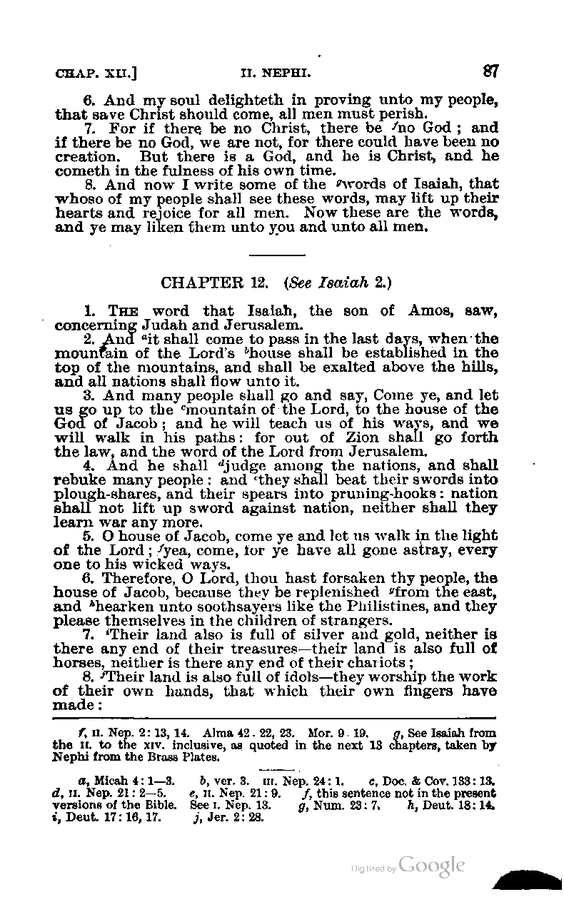 CHAP. XII.] II. NEPHI. 87
6. And my soul delighteth in proving unto my people,
that save Christ should come, all men must perish.
7. For if there be no Christ, there be fno God ; and
if there be no God, we are not, for there could have been no
creation. But there is a God, and he is Christ, and he
cometh in the fulness of his own time.
8. And now I write some of the gwords of Isaiah, that
whoso of my people shall see these words, may lift up their
hearts and rejoice for all men. Now these are the words,
and ye may liken them unto you and unto all men.
CHAPTER 12. (See Isaiah 2.)
1. THE word that Isaiah, the son of Amos, saw,
concerning Judah and Jerusalem.
2. And ait shall come to pass in the last days, when the
mountain of the Lord's bhouse shall be established in the
top of the mountains, and shall be exalted above the hills,
and all nations shall flow unto it.
3. And many people shall go and say, Come ye, and let
us go up to the cmountain of the Lord, to the house of the
God of Jacob ; and he will teach us of his ways, and we
will walk in his paths : for out of Zion shall go forth
the law, and the word of the Lord from Jerusalem.
4. And he shall djudge among the nations, and shall
rebuke many people : and ethey shall beat their swords into
plough-shares, and their spears into pruning-hooks : nation
shall not lift up sword against nation, neither shall they
learn war any more.
5. O house of Jacob, come ye and let us walk in the light
of the Lord ; fyea, come, for ye have all gone astray, every
one to his wicked ways.
6. Therefore, O Lord, thou hast forsaken thy people, the
house of Jacob, because they be replenished gfrom the east,
and hhearken unto soothsayers like the Philistines, and they
please themselves in the children of strangers.
7. iTheir land also is full of silver and gold, neither is
there any end of their treasures—their land is also full of
horses, neither is there any end of their chariots ;
8. jTheir land is also full of idols—they worship the work
of their own hands, that which their own fingers have
made :
f, II. Nep. 2 : 13, 14. Alma 42. 22, 23. Mor. 9. 19. g, See Isaiah from
the II. to the XIV. inclusive, as quoted in the next 13 chapters, taken by
Nephi from the Brass Plates.
a, Micah 4 : 1—3. b, ver. 3. III. Nep. 24 : 1. c, Doc. & Cov. 133 : 13.
d, II. Nep. 21 : 2—5. e, II. Nep. 21 : 9. f, this sentence not in the present
versions of the Bible. See I. Nep. 13. g, Num. 23 : 7. h, Deut. 18 : 14.
i, Deut. 17 : 16, 17. j, Jer. 2 : 28.
Digitized by Google